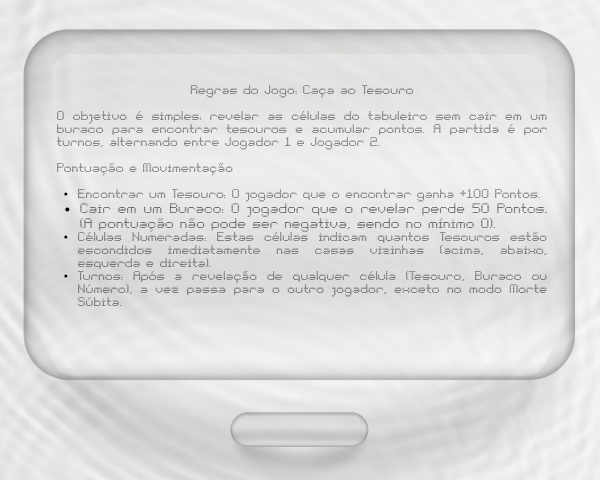 Regras do Jogo: Caça ao Tesouro
O objetivo é simples: revelar as células do tabuleiro sem cair em um
buraco para encontrar tesouros e acumular pontos. A partida é por
turnos, alternando entre Jogador 1 e Jogador 2.
Pontuação e Movimentação
• Encontrar um Tesouro: O jogador que o encontrar ganha +100 Pontos.
• Cair em um Buraco: O jogador que o revelar perde 50 Pontos.
(A pontuação não pode ser negativa, sendo no mínimo 0).
• Células Numeradas: Estas células indicam quantos Tesouros estão
escondidos imediatamente nas casas vizinhas (acima, abaixo,
esquerda e direita).
• Turnos: Após a revelação de qualquer célula (Tesouro, Buraco ou
Número), a vez passa para o outro jogador, exceto no modo Morte
Súbita.